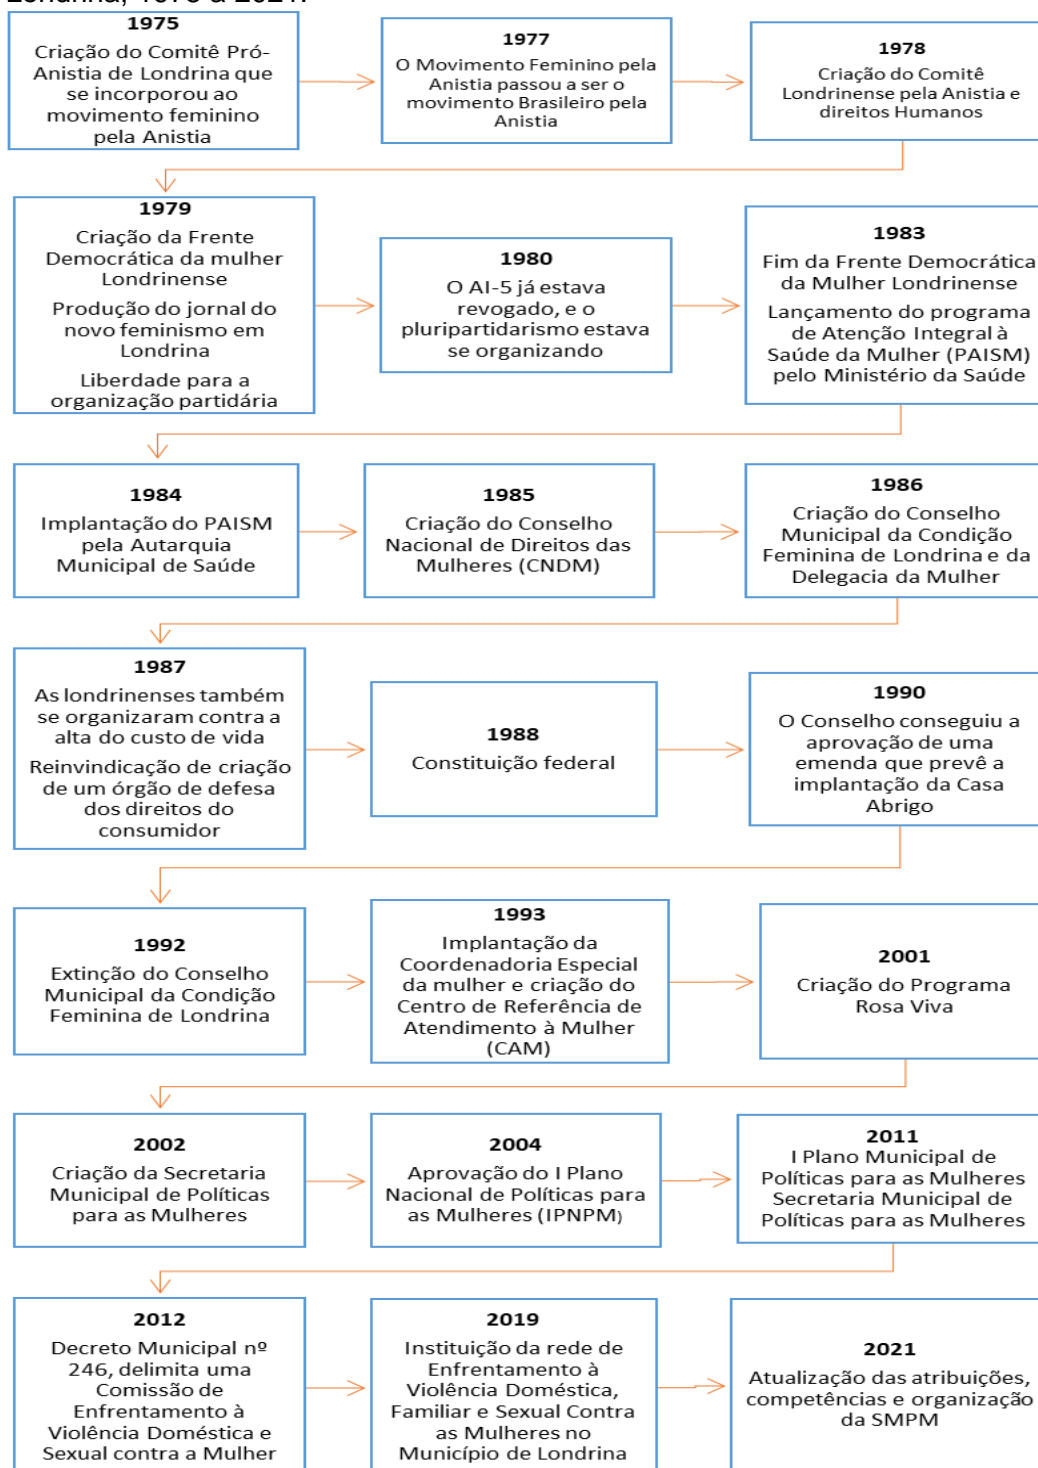 Londrina, 1975 a 2021.
1975
Criação do Comitê Pró-
Anistia de Londrina que
se incorporou ao
movimento feminino
pela Anistia
1977
O Movimento Feminino pela
Anistia passou a ser o
movimento Brasileiro pela
Anistia
1978
Criação do Comitê
Londrinense pela Anistia e
direitos Humanos
1979
Criação da Frente
Democrática da mulher
Londrinense
Produção do jornal do
novo feminismo em
Londrina
Liberdade para a
organização partidária
1980
O AI-5 já estava
revogado, e o
pluripartidarismo estava
se organizando
1983
Fim da Frente Democrática
da Mulher Londrinense
Lançamento do programa
de Atenção Integral à
Saúde da Mulher (PAISM)
pelo Ministério da Saúde
1984
Implantação do PAISM
pela Autarquia
Municipal de Saúde
1985
Criação do Conselho
Nacional de Direitos das
Mulheres (CNDM)
1986
Criação do Conselho
Municipal da Condição
Feminina de Londrina e da
Delegacia da Mulher
1987
As londrinenses também
se organizaram contra a
alta do custo de vida
Reinvindicação de criação
de um órgão de defesa
dos direitos do
consumidor
1988
Constituição federal
1990
O Conselho conseguiu a
aprovação de uma
emenda que prevê a
implantação da Casa
Abrigo
1992
Extinção do Conselho
Municipal da Condição
Feminina de Londrina
1993
Implantação da
Coordenadoria Especial
da mulher e criação do
Centro de Referência de
Atendimento à Mulher
(CAM)
2001
Criação do Programa
Rosa Viva
2002
Criação da Secretaria
Municipal de Políticas
para as Mulheres
2004
Aprovação do I Plano
Nacional de Políticas para
as Mulheres (IPNPM)
2011
I Plano Municipal de
Políticas para as Mulheres
Secretaria Municipal de
Políticas para as Mulheres
2012
Decreto Municipal nº
246, delimita uma
Comissão de
Enfrentamento à
Violência Doméstica e
Sexual contra a Mulher
2019
Instituição da rede de
Enfrentamento à
Violência Doméstica,
Familiar e Sexual Contra
as Mulheres no
Município de Londrina
2021
Atualização das atribuições,
competências e organização
da SMPM